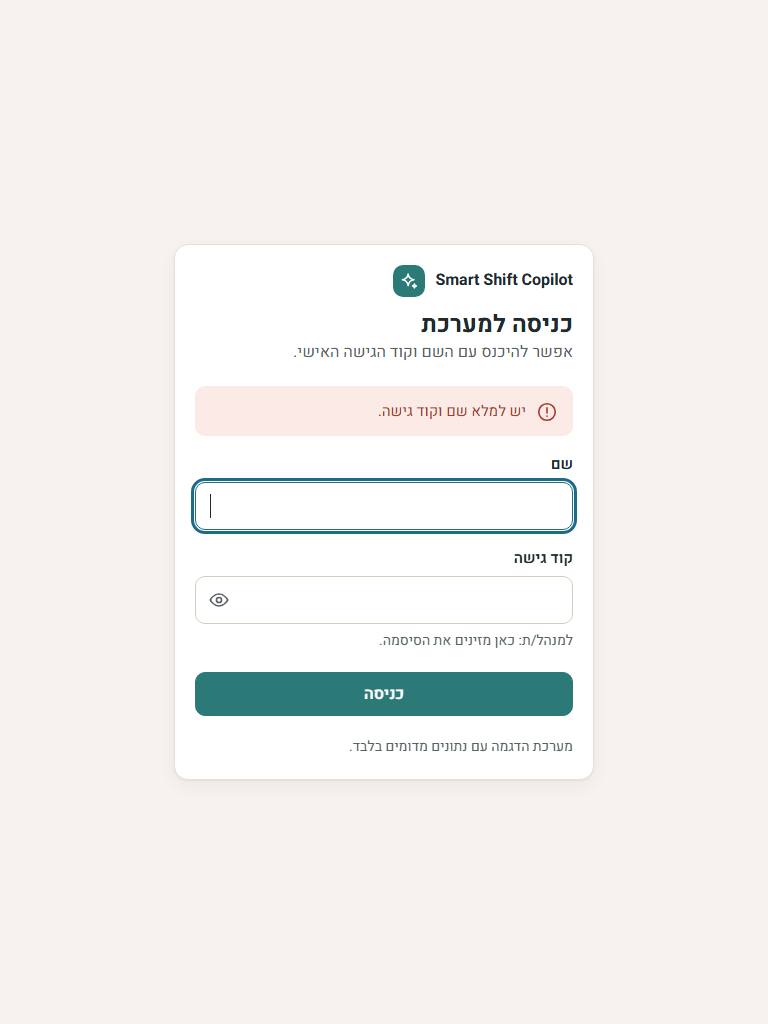 Smart Shift Copilot
כניסה למערכת
אפשר להיכנס עם השם וקוד הגישה האישי.
יש למלא שם וקוד גישה.
שם
קוד גישה
למנהל/ת: כאן מזינים את הסיסמה.
כניסה
מערכת הדגמה עם נתונים מדומים בלבד.